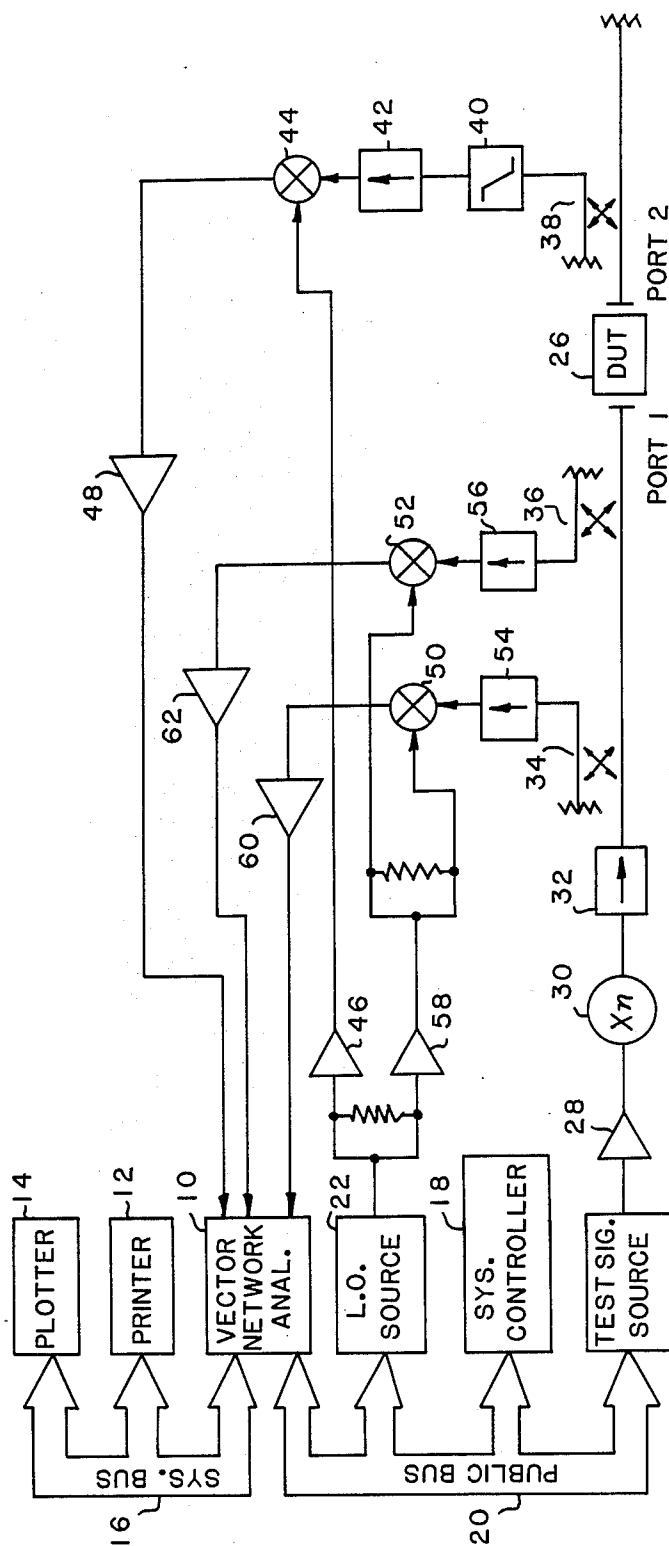 14
PLOTTER
12
PRINTER
10
VECTOR
NETWORK
ANAL.
22
L.O.
SOURCE
18
SYS.
CONTROLLER
TEST SIG.
SOURCE
SYS. BUS
16
PUBLIC BUS
20
48
62
60
46
58
28
30
Xn
32
34
54
50
36
56
52
44
42
40
38
26
DUT
PORT 1
PORT 2